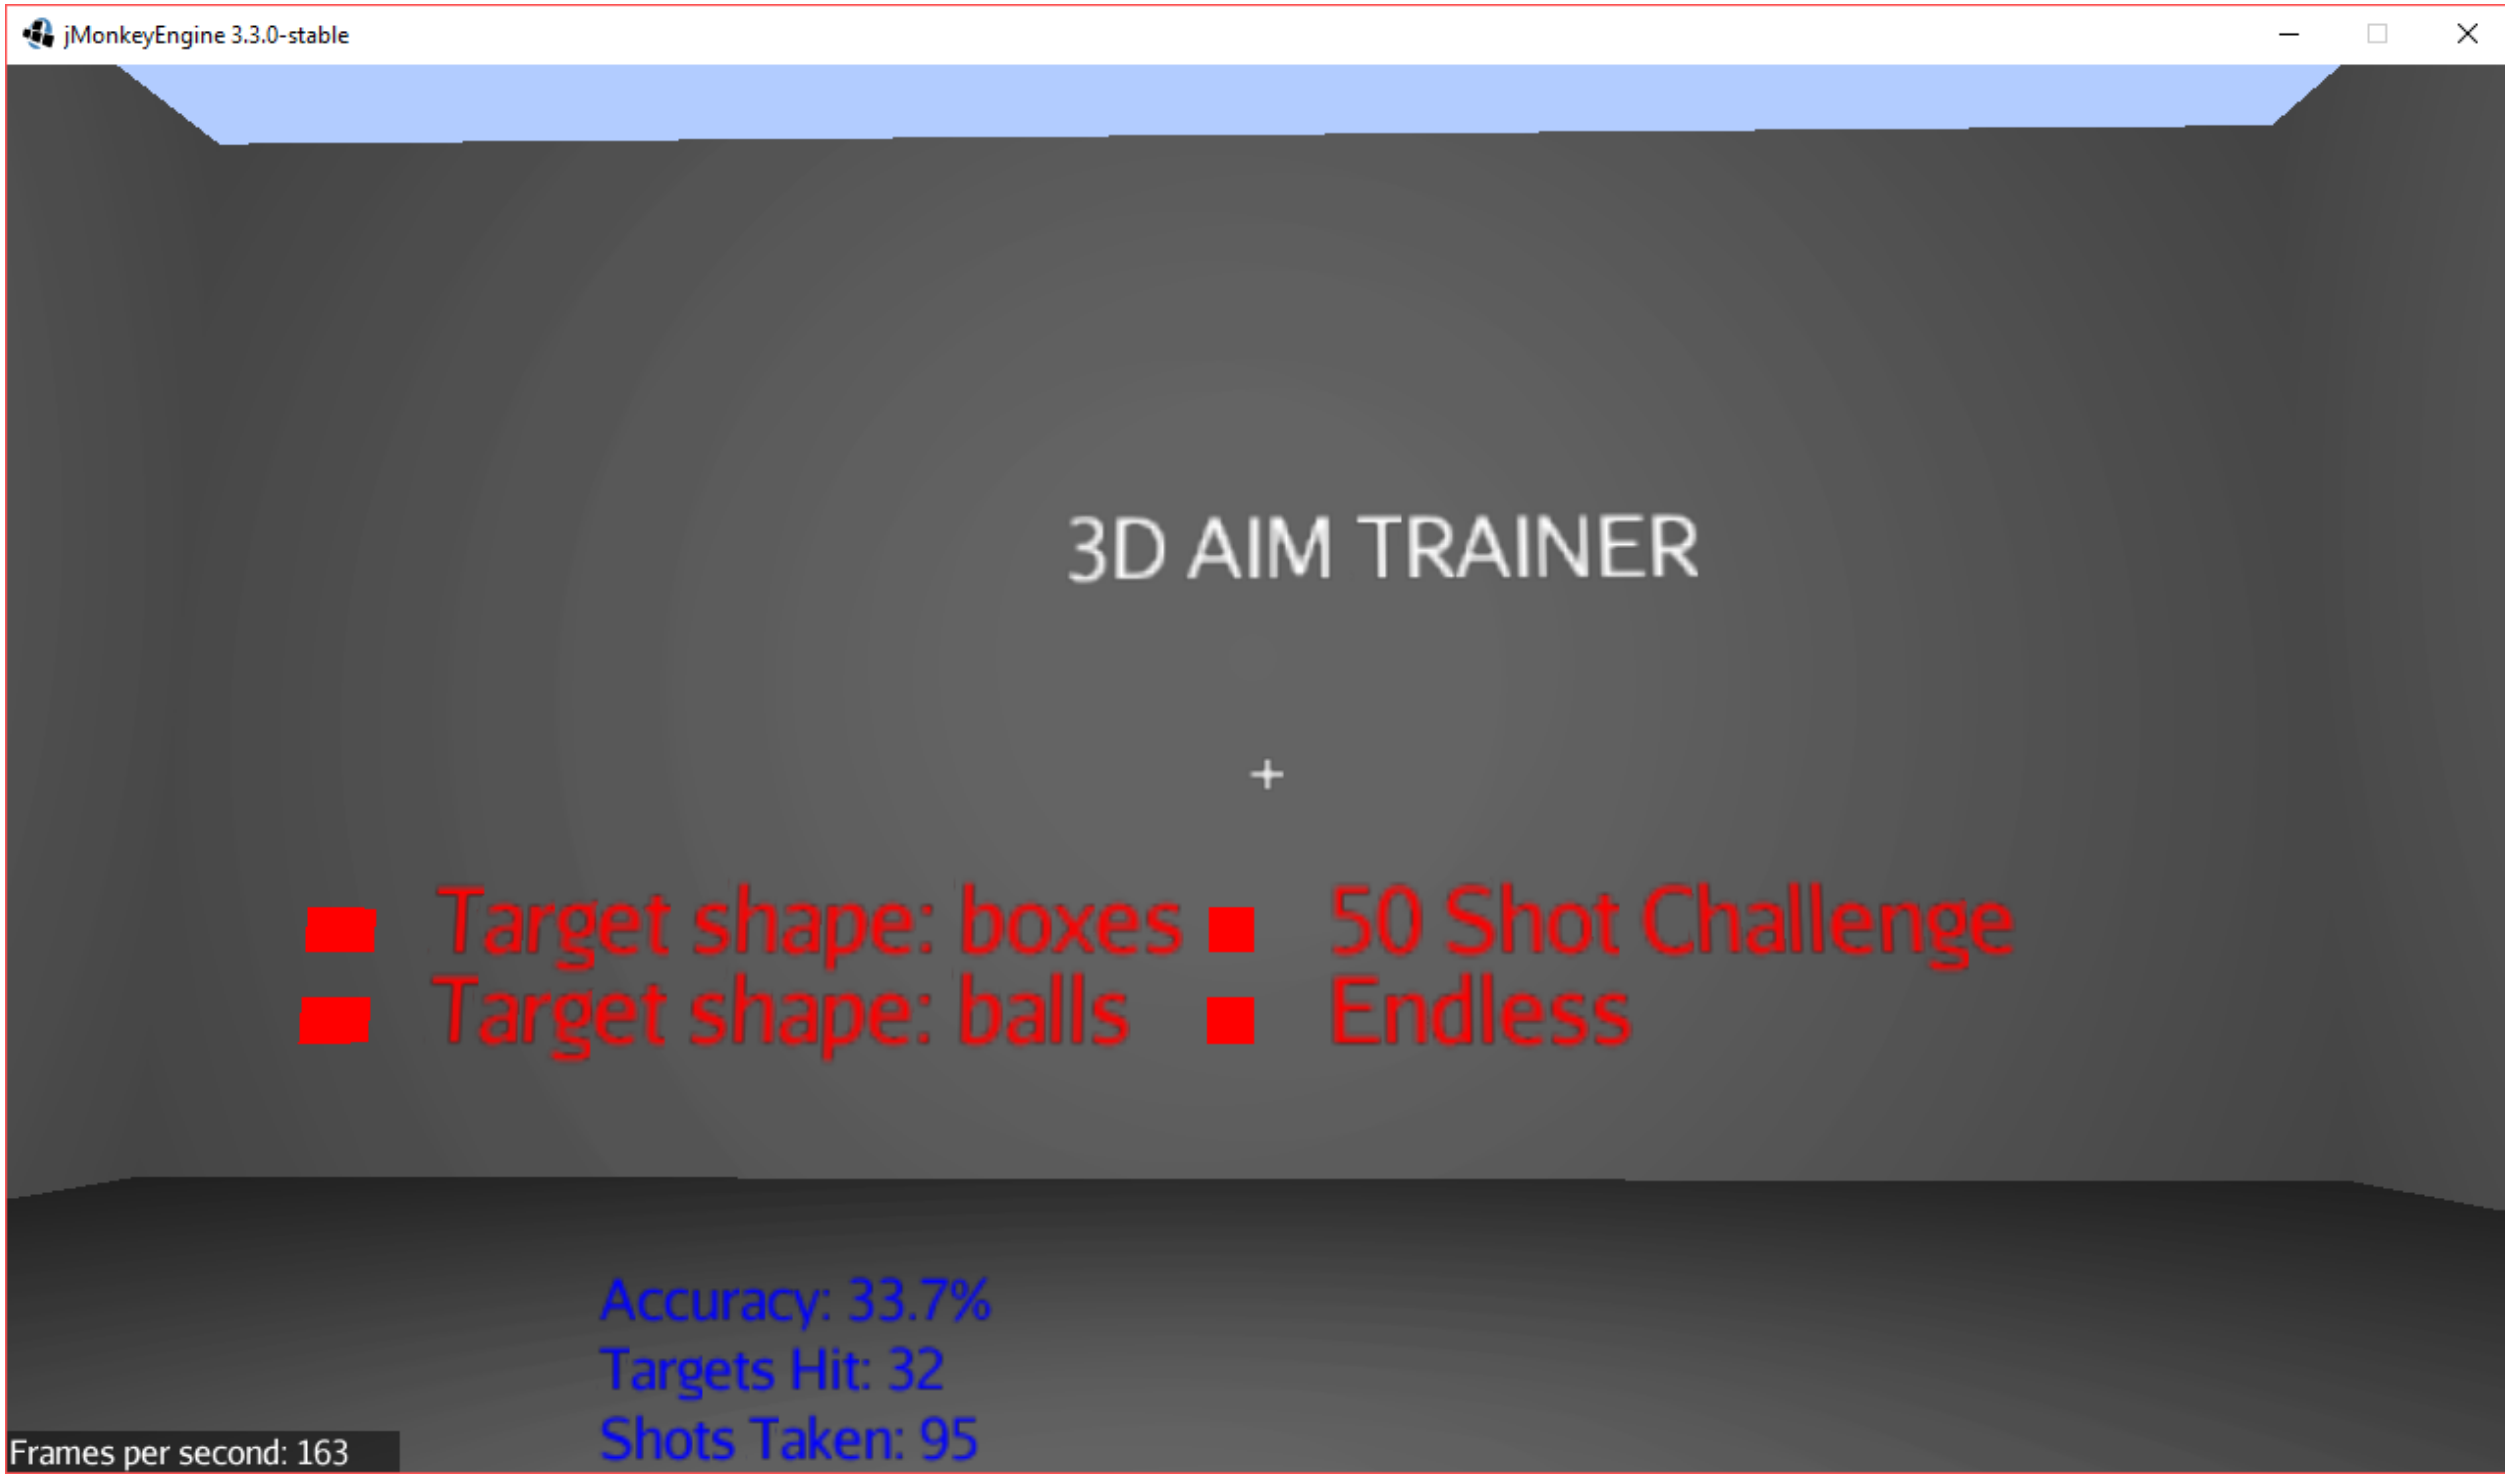 jMonkeyEngine 3.3.0-stable
3D AIM TRAINER
Target shape: boxes
50 Shot Challenge
Target shape: balls
Endless
Accuracy: 33.7%
Targets Hit: 32
Shots Taken: 95
Frames per second: 163